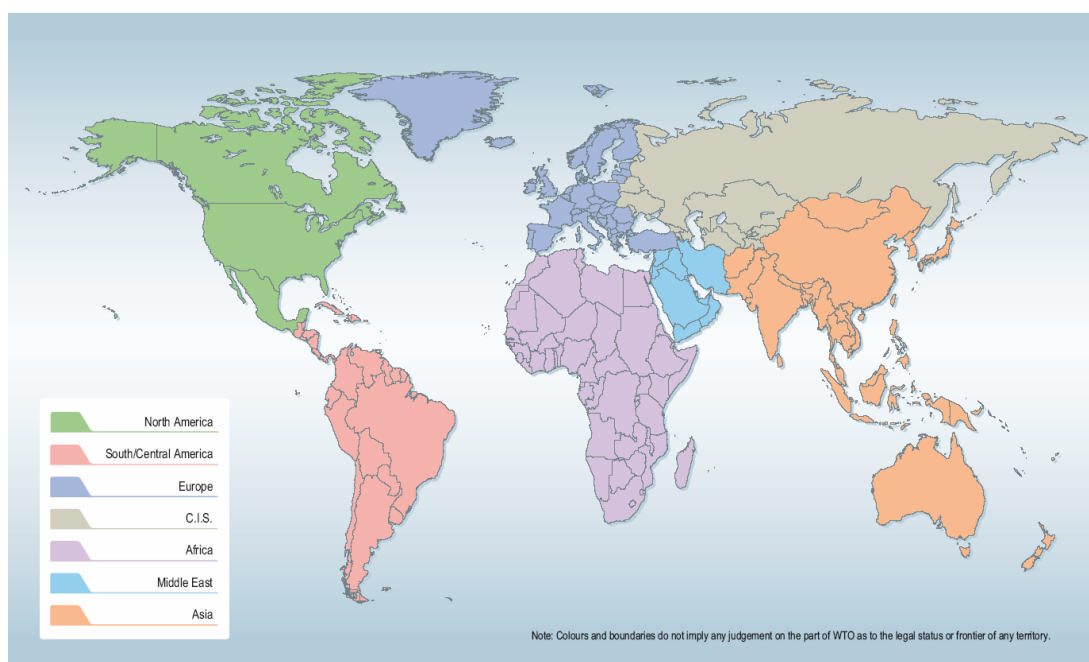 North America
South/Central America
Europe
C.I.S.
Africa
Middle East
Asia
Note: Colours and boundaries do not imply any judgement on the part of WTO as to the legal status or frontier of any territory.